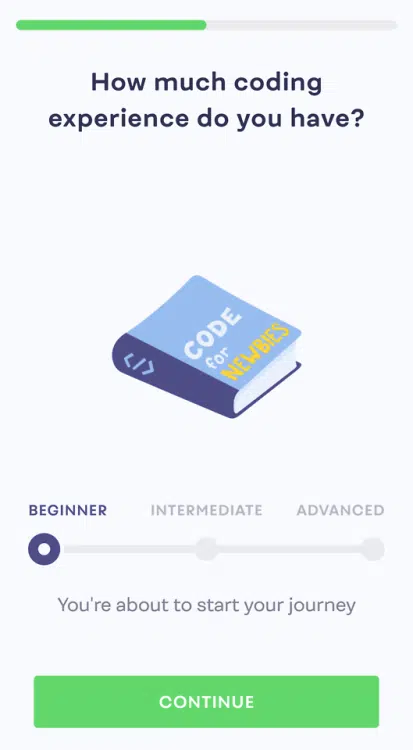 How much coding
experience do you have?
CODE
for
NEWBIES
</>
BEGINNER INTERMEDIATE ADVANCED
You're about to start your journey
CONTINUE